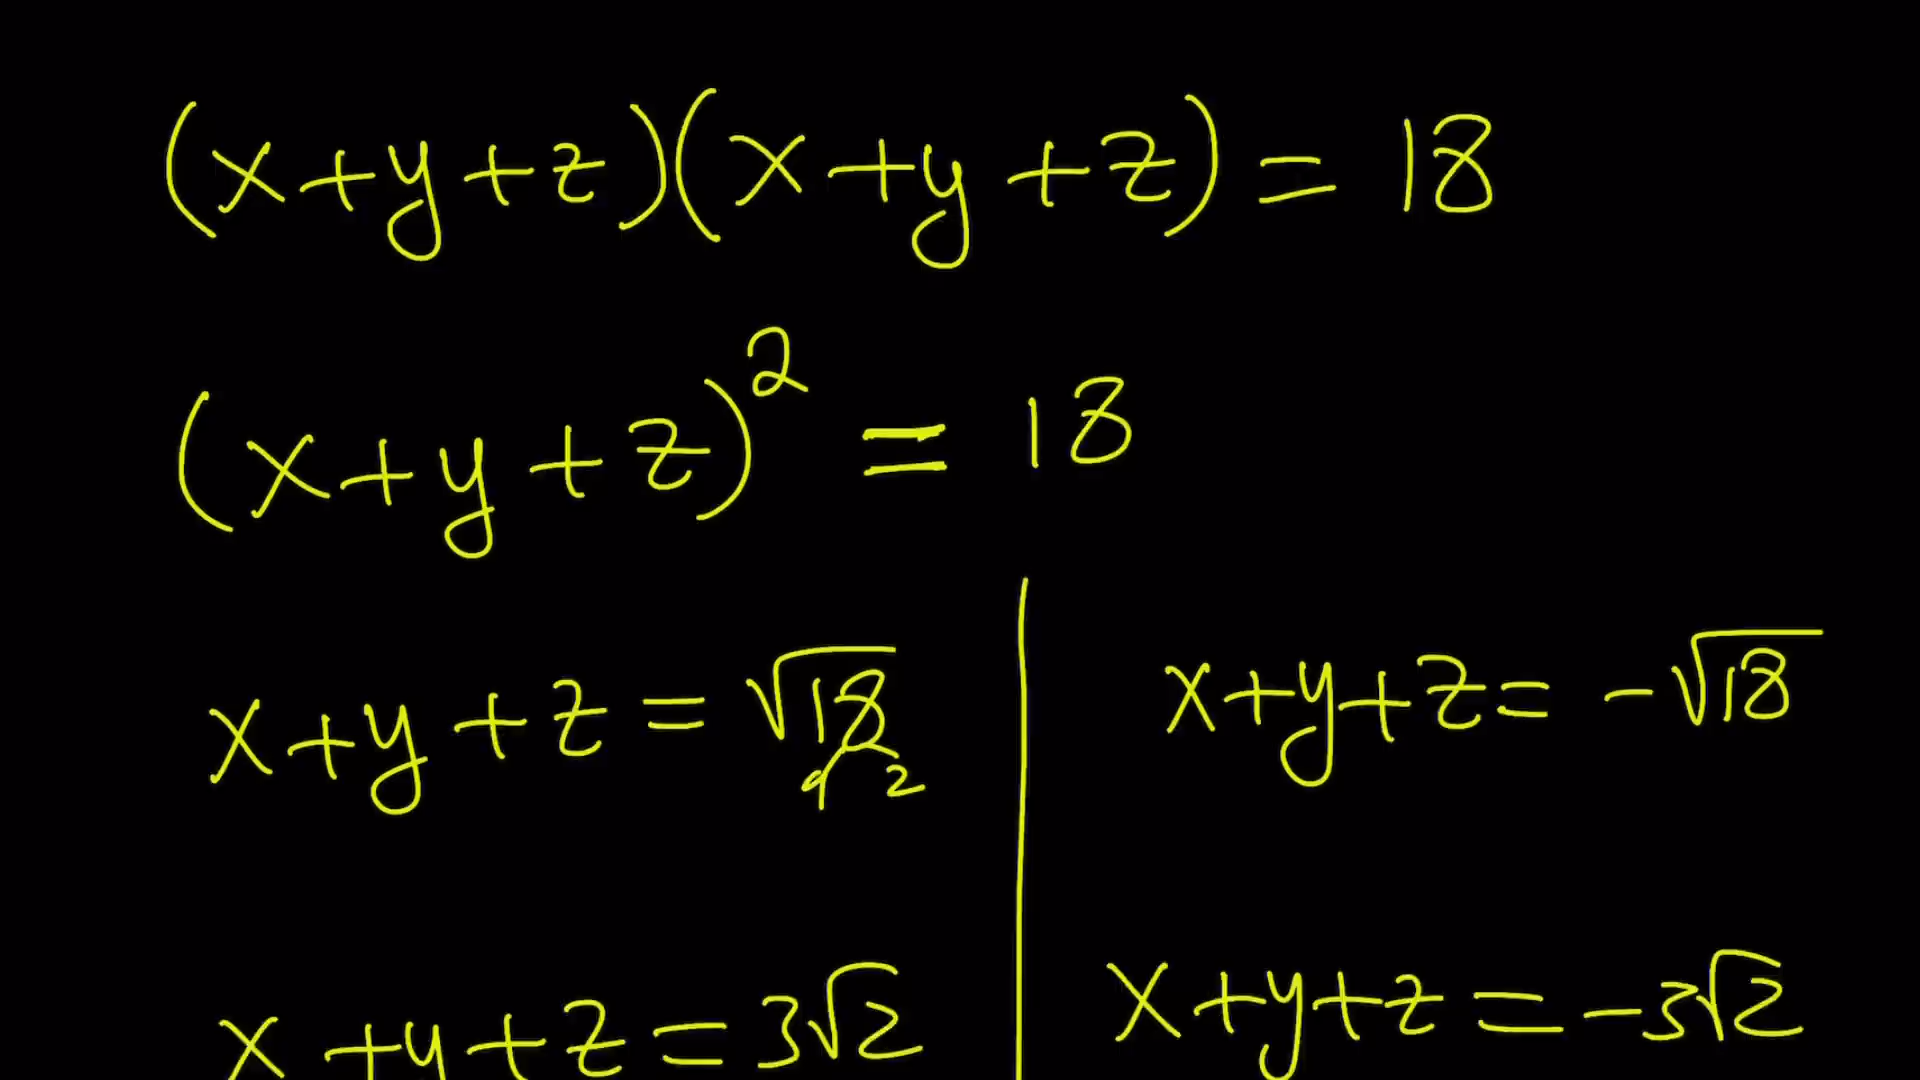 (x+y+z)(x+y+z) = 18
(x+y+z)² = 18
x+y+z = √18
9 2
x+y+z = 3√2
x+y+z = -√18
x+y+z = -3√2